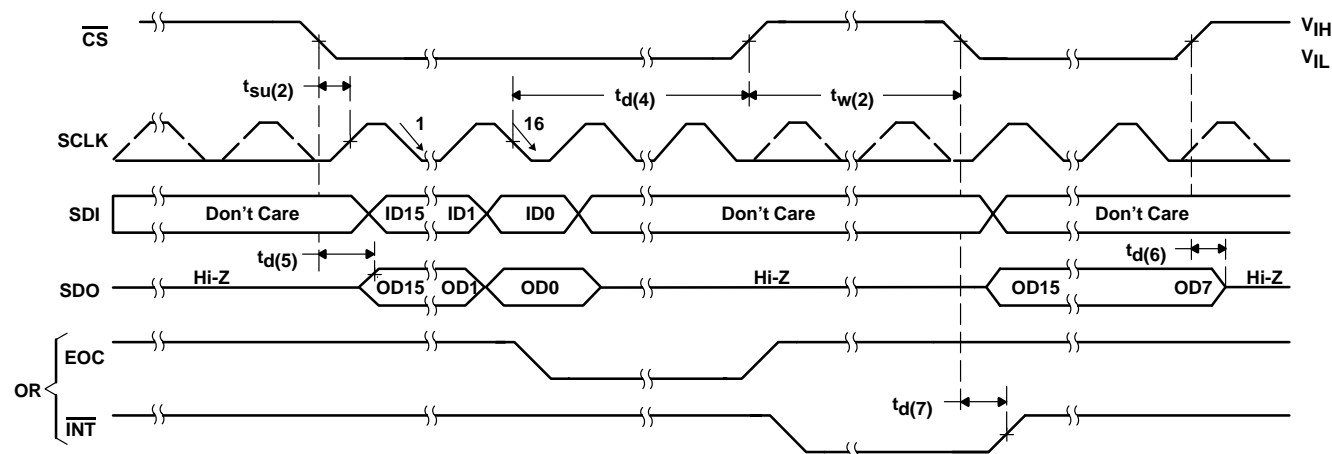 CS
VIH
VIL
tsu(2)
td(4)
tw(2)
SCLK
1
16
SDI
Don't Care
ID15
ID1
ID0
Don't Care
Don't Care
td(5)
td(6)
SDO
Hi-Z
OD15
OD1
OD0
Hi-Z
OD15
OD7
Hi-Z
EOC
OR
td(7)
INT